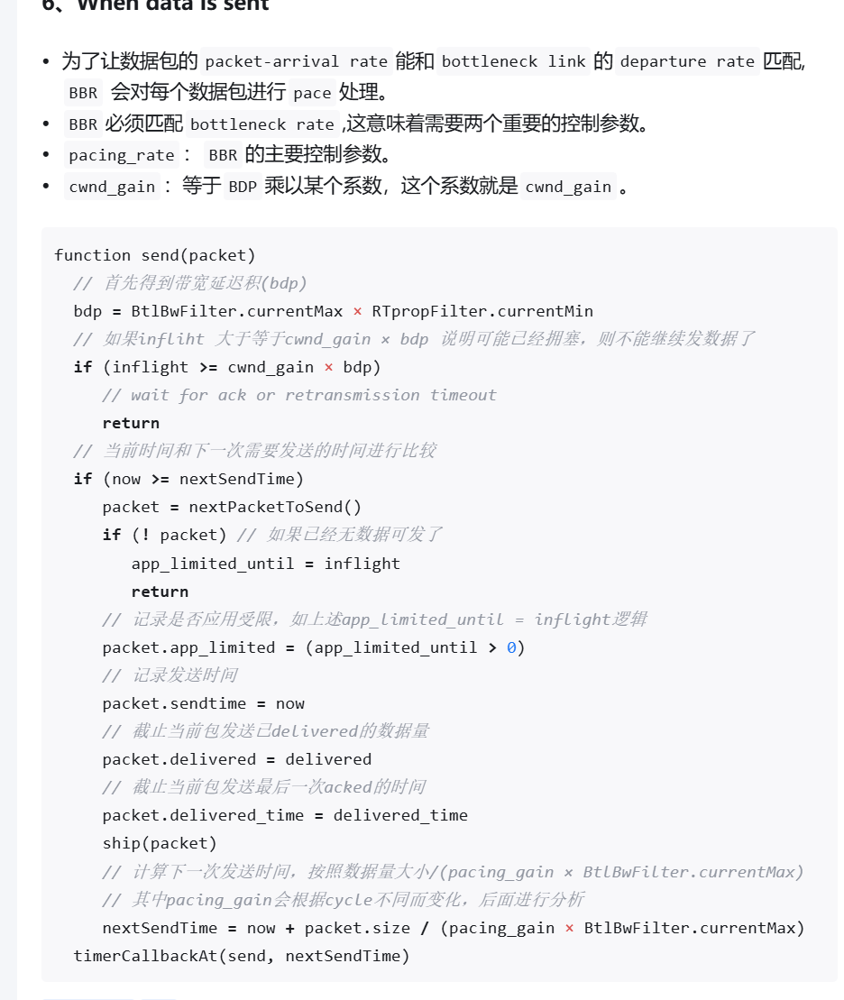 6、When data is sent
• 为了让数据包的 packet-arrival rate 能和 bottleneck link 的 departure rate 匹配,
BBR 会对每个数据包进行 pace 处理。
• BBR 必须匹配 bottleneck rate ,这意味着需要两个重要的控制参数。
• pacing_rate : BBR 的主要控制参数。
• cwnd_gain : 等于 BDP 乘以某个系数，这个系数就是 cwnd_gain 。
function send(packet)
// 首先得到带宽延迟积(bdp)
bdp = BtlBwFilter.currentMax × RTpropFilter.currentMin
// 如果infliht 大于等于cwnd_gain × bdp 说明可能已经拥塞，则不能继续发数据了
if (inflight >= cwnd_gain × bdp)
// wait for ack or retransmission timeout
return
// 当前时间和下一次需要发送的时间进行比较
if (now >= nextSendTime)
packet = nextPacketToSend()
if (! packet) // 如果已经无数据可发了
app_limited_until = inflight
return
// 记录是否应用受限，如上述app_limited_until = inflight逻辑
packet.app_limited = (app_limited_until > 0)
// 记录发送时间
packet.sendtime = now
// 截止当前包发送已delivered的数据量
packet.delivered = delivered
// 截止当前包发送最后一次acked的时间
packet.delivered_time = delivered_time
ship(packet)
// 计算下一次发送时间，按照数据量大小/(pacing_gain × BtlBwFilter.currentMax)
// 其中pacing_gain会根据cycle不同而变化，后面进行分析
nextSendTime = now + packet.size / (pacing_gain × BtlBwFilter.currentMax)
timerCallbackAt(send, nextSendTime)